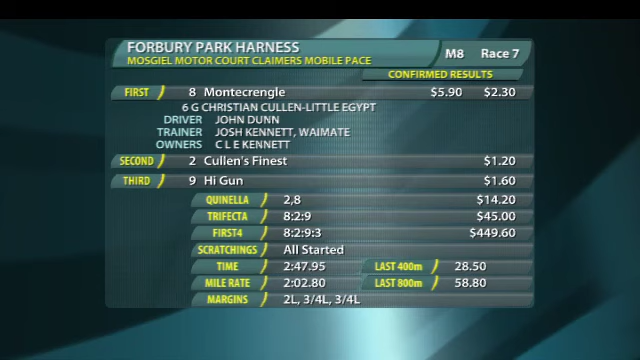 FORBURY PARK HARNESS M8 Race 7
MOSGIEL MOTOR COURT CLAIMERS MOBILE PACE
CONFIRMED RESULTS
FIRST 8 Montecrengle $5.90 $2.30
6 G CHRISTIAN CULLEN-LITTLE EGYPT
DRIVER JOHN DUNN
TRAINER JOSH KENNETT, WAIMATE
OWNERS C L E KENNETT
SECOND 2 Cullen's Finest $1.20
THIRD 9 Hi Gun $1.60
QUINELLA 2,8 $14.20
TRIFECTA 8:2:9 $45.00
FIRST4 8:2:9:3 $449.60
SCRATCHINGS All Started
TIME 2:47.95 LAST 400m 28.50
MILE RATE 2:02.80 LAST 800m 58.80
MARGINS 2L, 3/4L, 3/4L